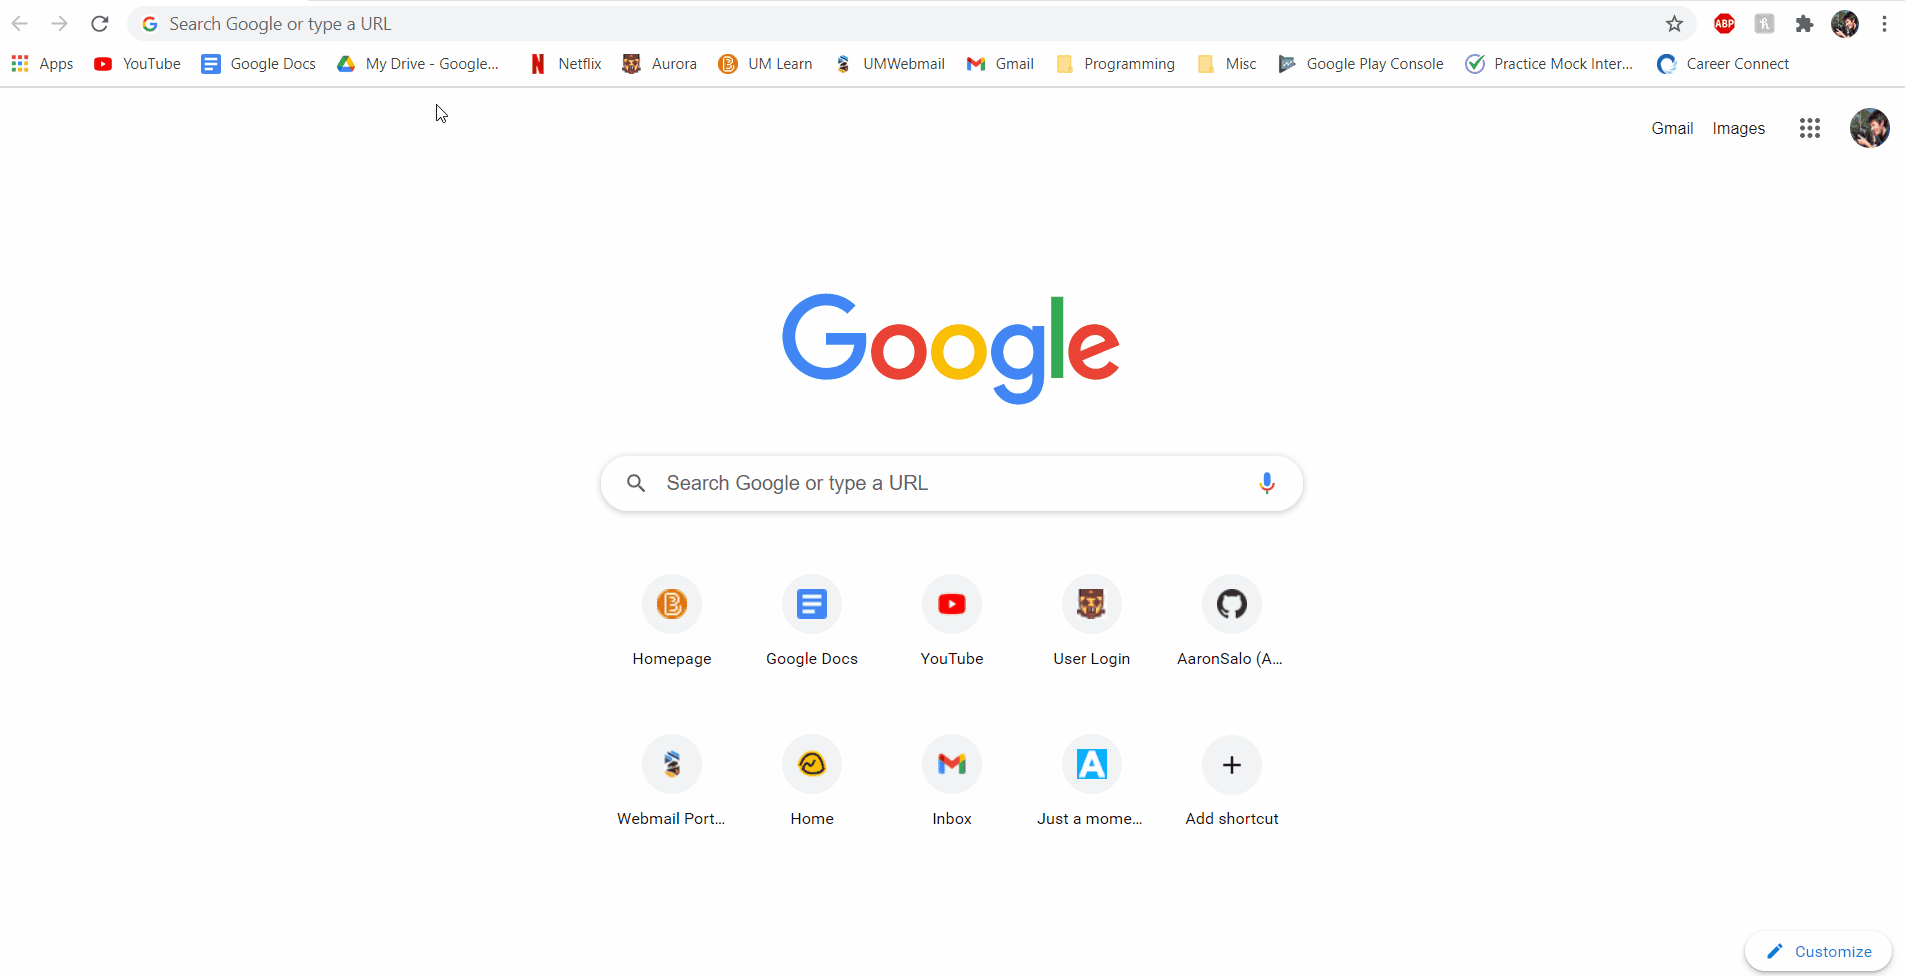 Search Google or type a URL
ABP
Apps YouTube Google Docs My Drive - Google... Netflix Aurora UM Learn UMWebmail Gmail Programming Misc Google Play Console Practice Mock Inter... Career Connect
Gmail Images
Google
Search Google or type a URL
Homepage Google Docs YouTube User Login AaronSalo (A...
Webmail Port... Home Inbox Just a mome... Add shortcut
Customize